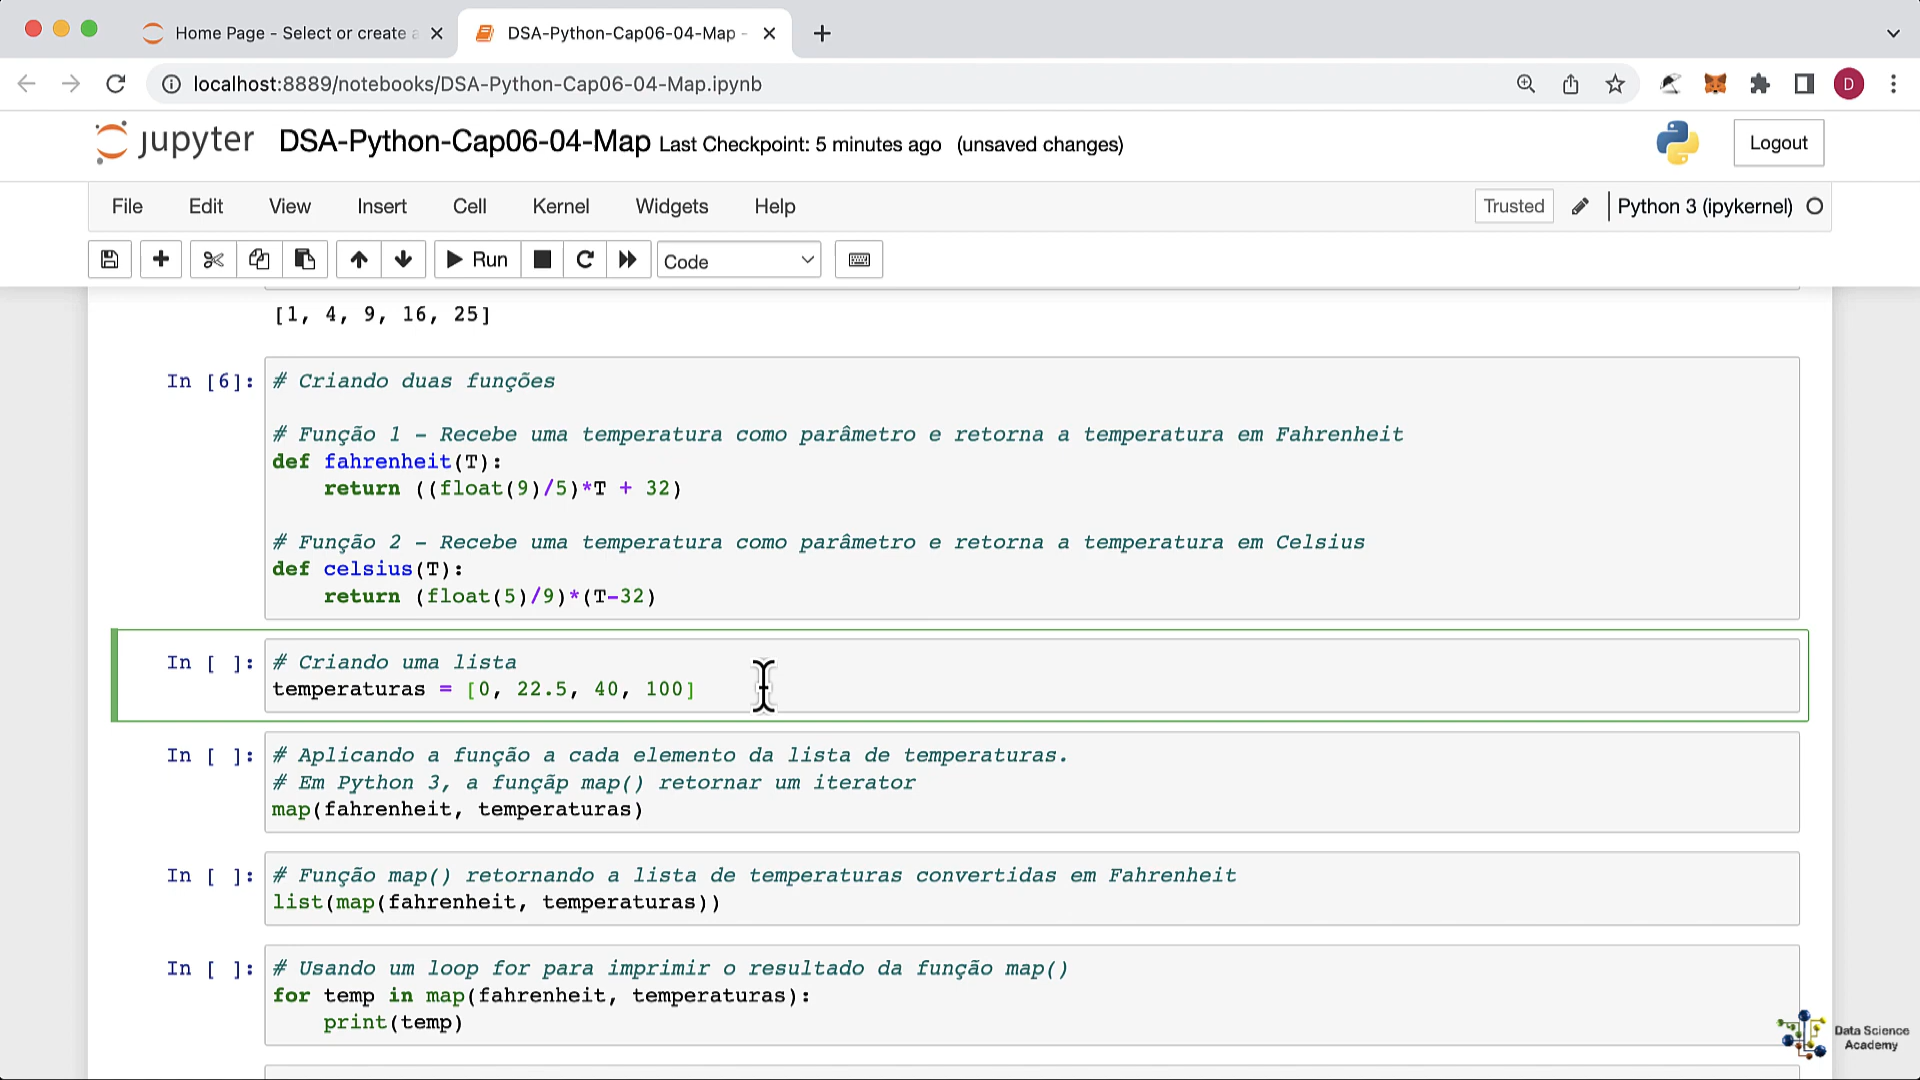 Home Page - Select or create a
DSA-Python-Cap06-04-Map -
localhost:8889/notebooks/DSA-Python-Cap06-04-Map.ipynb
D
jupyter DSA-Python-Cap06-04-Map Last Checkpoint: 5 minutes ago (unsaved changes)
Logout
File Edit View Insert Cell Kernel Widgets Help
Trusted Python 3 (ipykernel)
Run Code
[1, 4, 9, 16, 25]
In [6]: # Criando duas funções
# Função 1 - Recebe uma temperatura como parâmetro e retorna a temperatura em Fahrenheit
def fahrenheit(T):
return ((float(9)/5)*T + 32)
# Função 2 - Recebe uma temperatura como parâmetro e retorna a temperatura em Celsius
def celsius(T):
return (float(5)/9)*(T-32)
In [ ]: # Criando uma lista
temperaturas = [0, 22.5, 40, 100]
In [ ]: # Aplicando a função a cada elemento da lista de temperaturas.
# Em Python 3, a funçãp map() retornar um iterator
map(fahrenheit, temperaturas)
In [ ]: # Função map() retornando a lista de temperaturas convertidas em Fahrenheit
list(map(fahrenheit, temperaturas))
In [ ]: # Usando um loop for para imprimir o resultado da função map()
for temp in map(fahrenheit, temperaturas):
print(temp)
Data Science
Academy